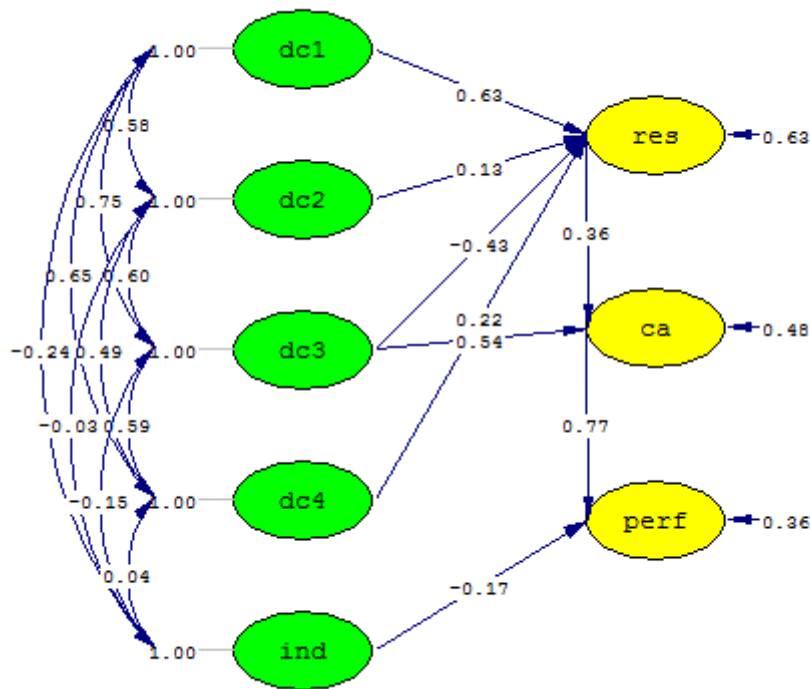 1.00 dc1
0.63
res 0.63
0.58
1.00 dc2
0.13
0.75
-0.43
0.36
0.65 0.60
0.22
ca 0.48
-0.24 0.49 1.00 dc3
0.54
-0.03 0.59
0.77
-0.15 1.00 dc4
perf 0.36
0.04
-0.17
1.00 ind